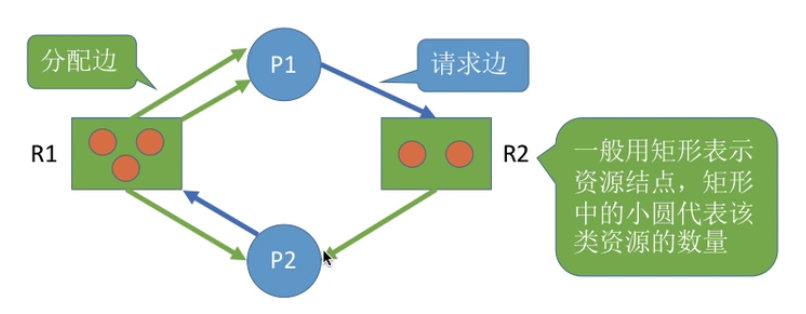 分配边
P1
请求边
R1
R2
一般用矩形表示
资源结点，矩形
中的小圆代表该
类资源的数量
P2